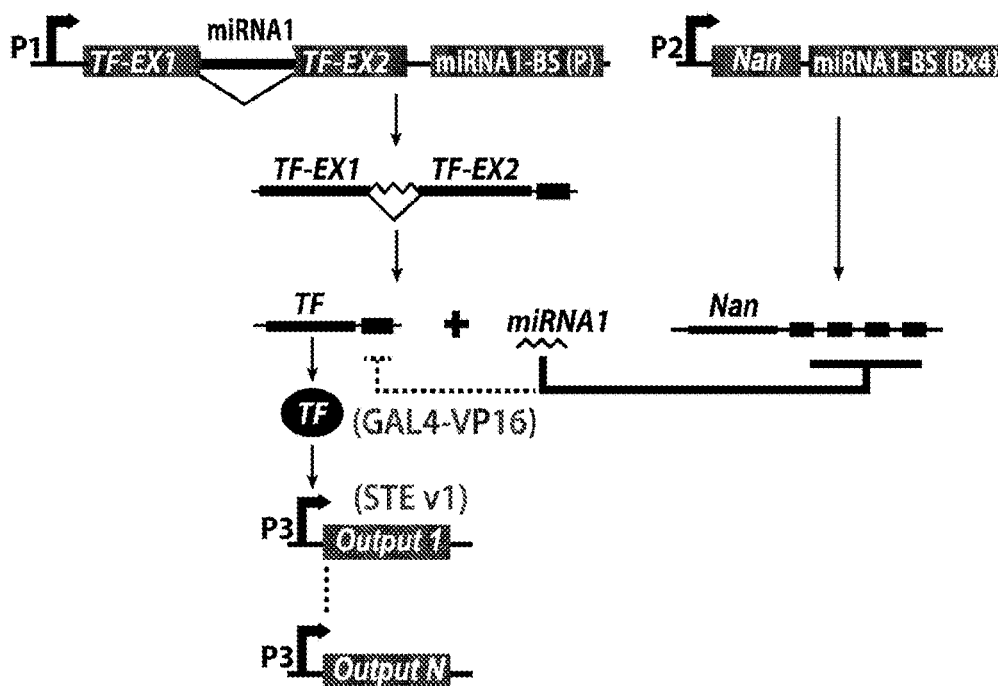 miRNA1
P1
TF-EX1
TF-EX2
miRNA1-BS (P)
P2
Nan
miRNA1-BS (Bx4)
TF-EX1 TF-EX2
TF
+
miRNA1
Nan
TF
(GAL4-VP16)
(STE v1)
P3
Output 1
P3
Output N